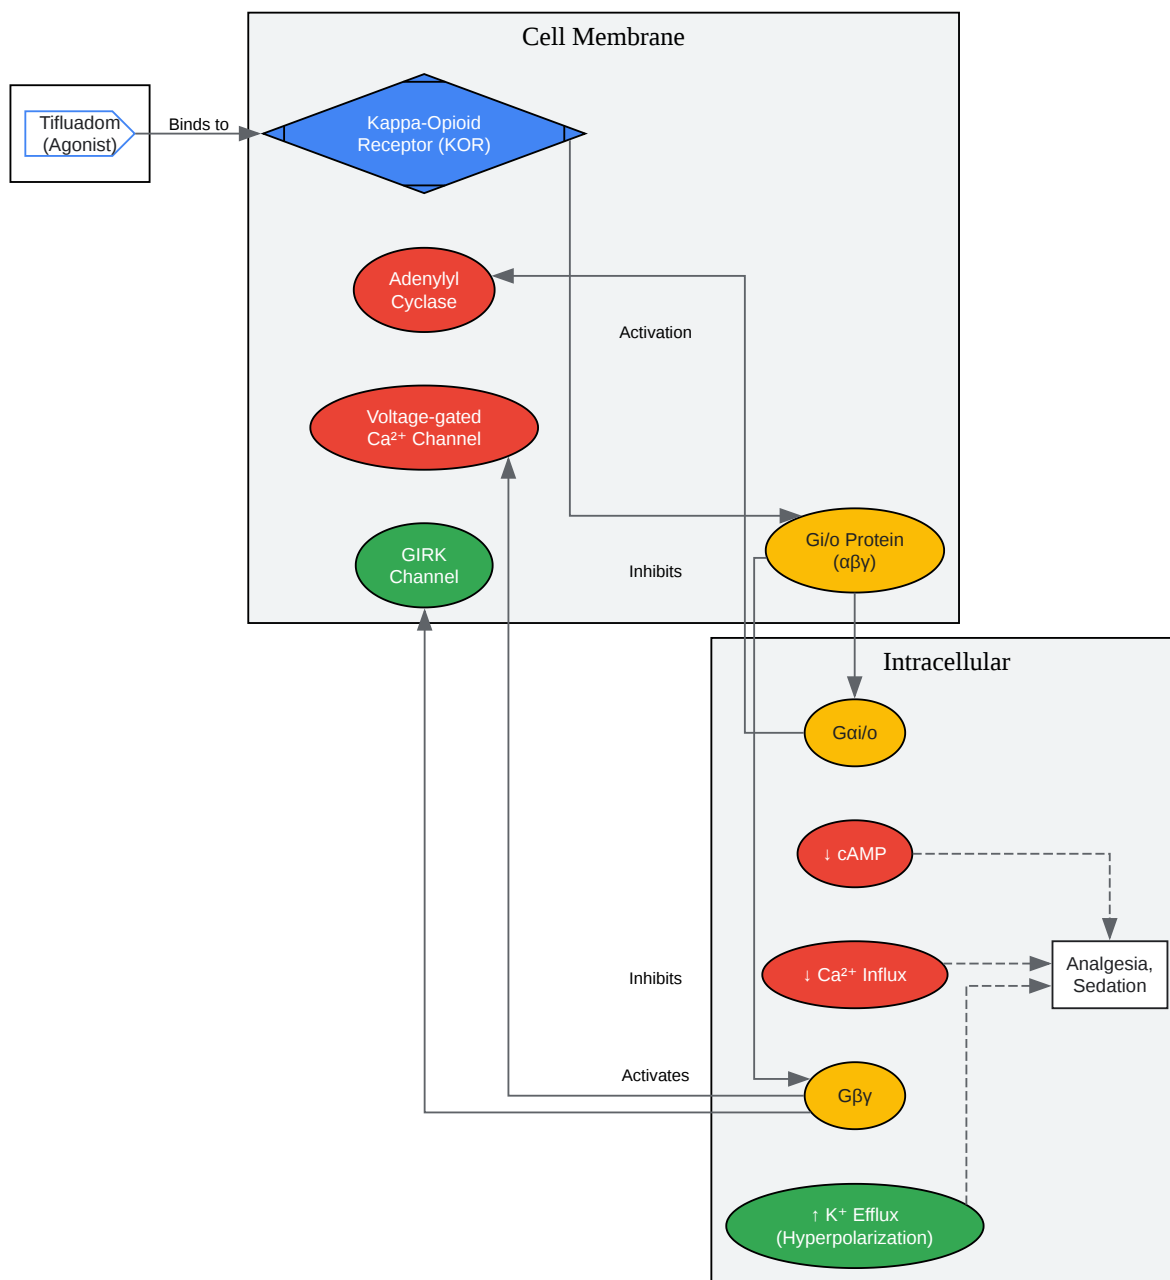 Cell Membrane
Tifluadom
(Agonist)
Binds to
Kappa-Opioid
Receptor (KOR)
Adenylyl
Cyclase
Activation
Voltage-gated
Ca²⁺ Channel
GIRK
Channel
Inhibits
Gi/o Protein
(αβγ)
Intracellular
Gαi/o
↓ cAMP
↓ Ca²⁺ Influx
Analgesia,
Sedation
Inhibits
Activates
Gβγ
↑ K⁺ Efflux
(Hyperpolarization)